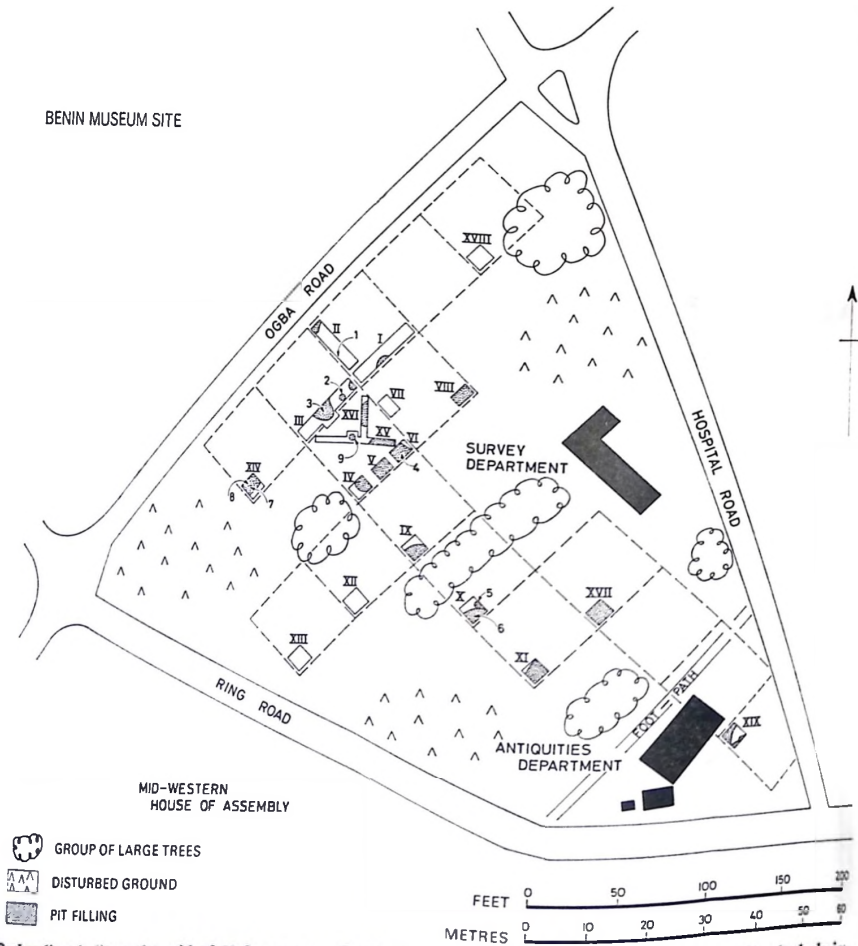 BENIN MUSEUM SITE
OGBA ROAD
HOSPITAL ROAD
XVIII
II
1
I
2
3
III
XVI
VII
VIII
XV
VI
9
4
V
IV
XIV
8
7
SURVEY
DEPARTMENT
IX
X
5
6
XVII
XII
XIII
XI
RING ROAD
FOOT — PATH
XIX
ANTIQUITIES
DEPARTMENT
MID-WESTERN
HOUSE OF ASSEMBLY
GROUP OF LARGE TREES
DISTURBED GROUND
PIT FILLING
FEET 0 50 100 150 200
METRES 0 10 20 30 40 50 60